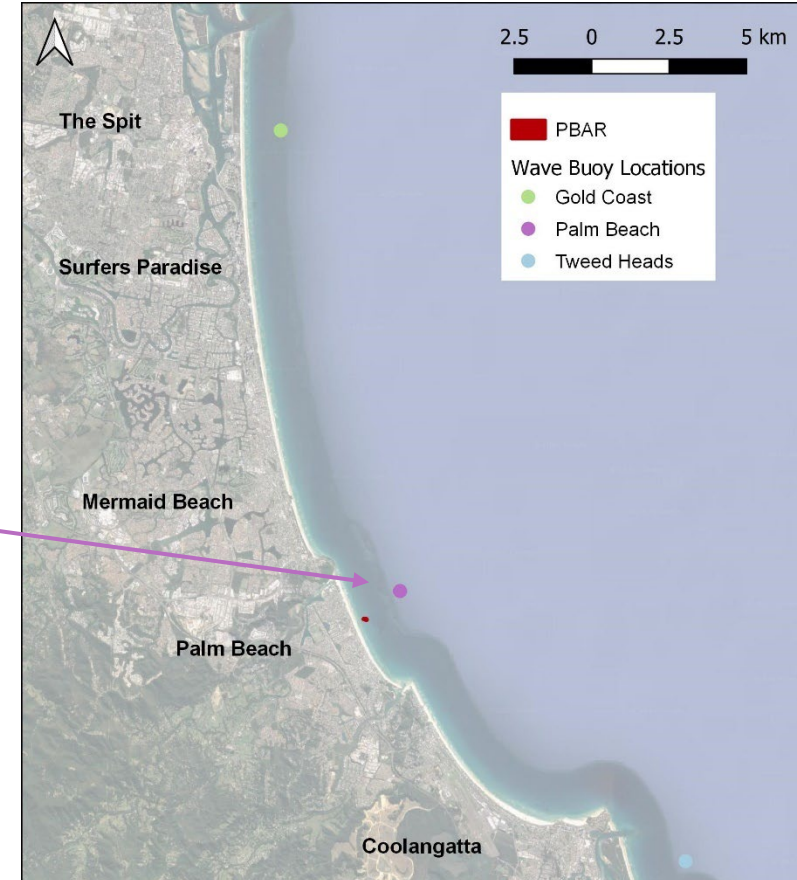 2.5 0 2.5 5 km
PBAR
Wave Buoy Locations
Gold Coast
Palm Beach
Tweed Heads
The Spit
Surfers Paradise
Mermaid Beach
Palm Beach
Coolangatta